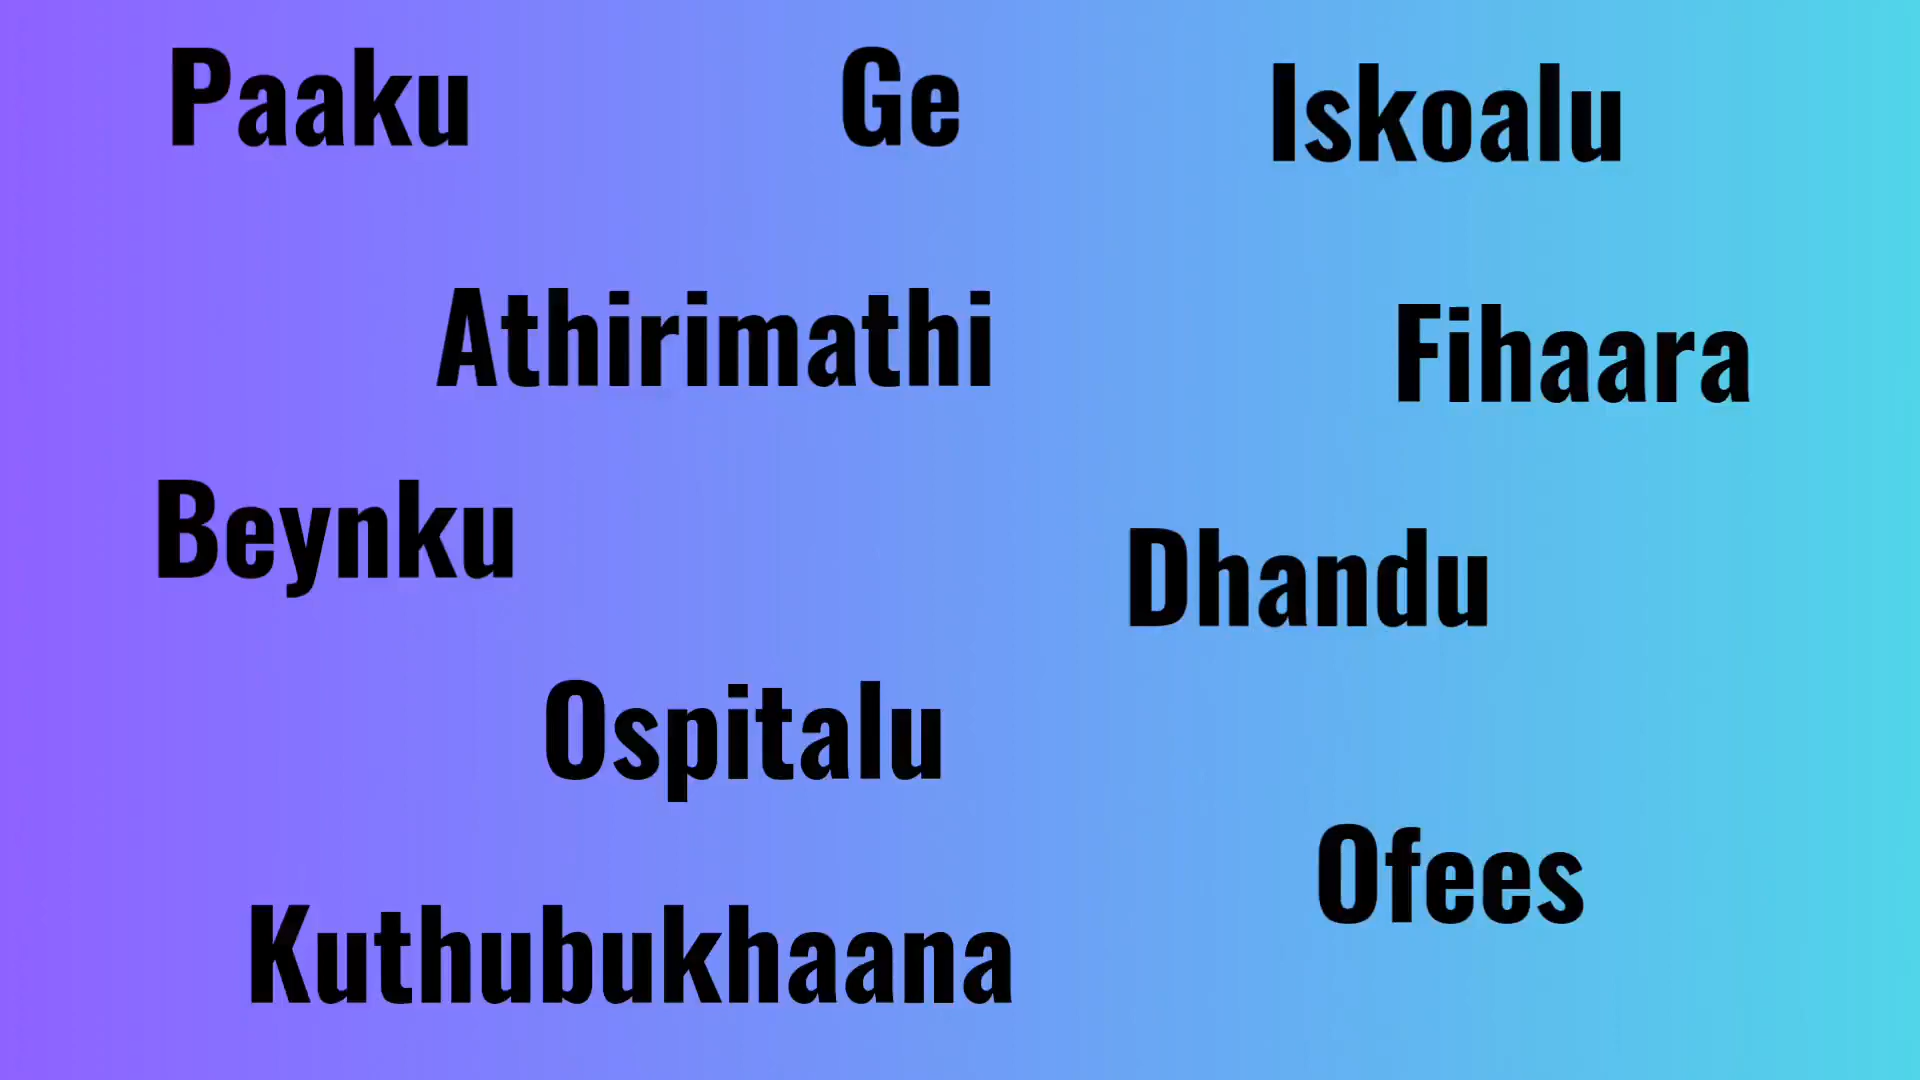 Paaku
Ge
Iskoalu
Athirimathi
Fihaara
Beynku
Dhandu
Ospitalu
Ofees
Kuthubukhaana